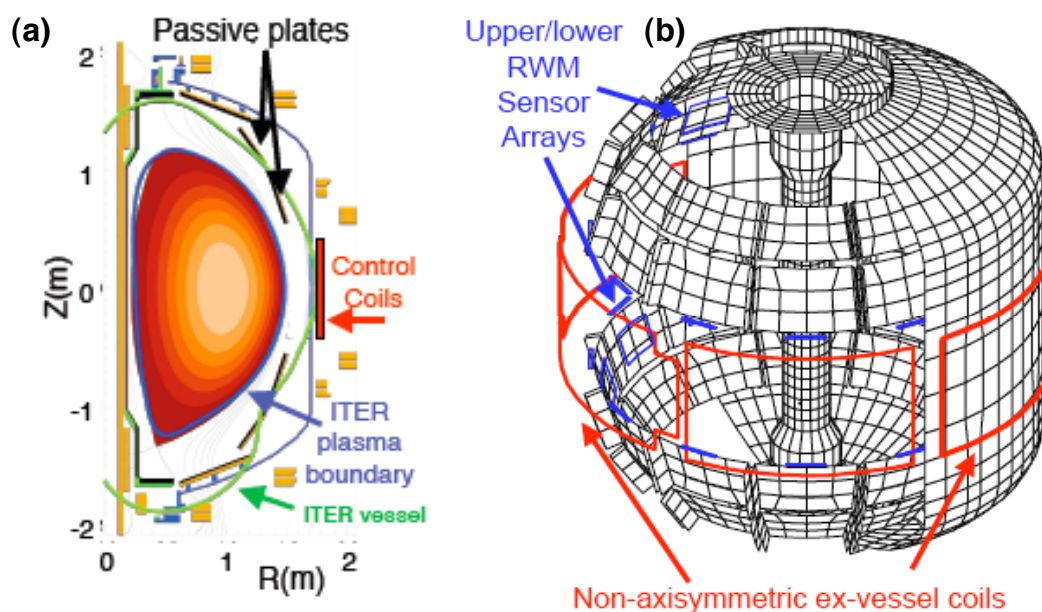 (a)
Passive plates
2
1
0
-1
-2
Z(m)
Control
Coils
ITER
plasma
boundary
ITER vessel
0
1
2
R(m)
Upper/lower
RWM
Sensor
Arrays
(b)
Non-axisymmetric ex-vessel coils